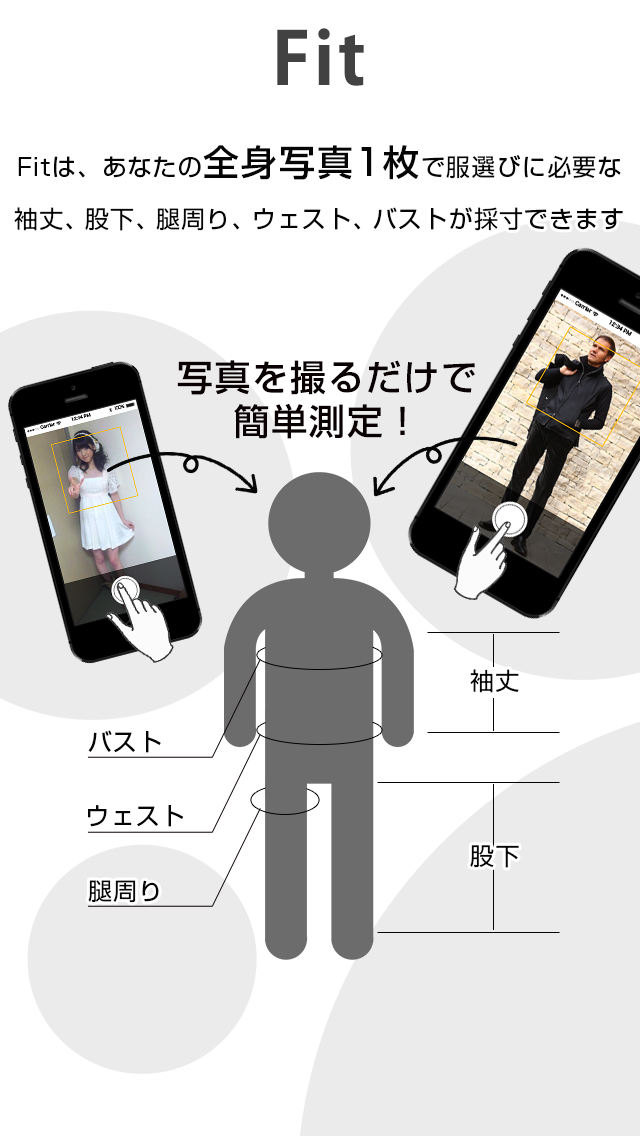 Fit
Fitは、あなたの全身写真1枚で服選びに必要な
袖丈、股下、腿周り、ウェスト、バストが採寸できます
写真を撮るだけで
簡単測定！
Carrier
12:34 PM
100%
Carrier
12:34 PM
袖丈
バスト
ウェスト
股下
腿周り